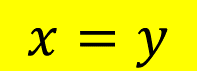 x = y